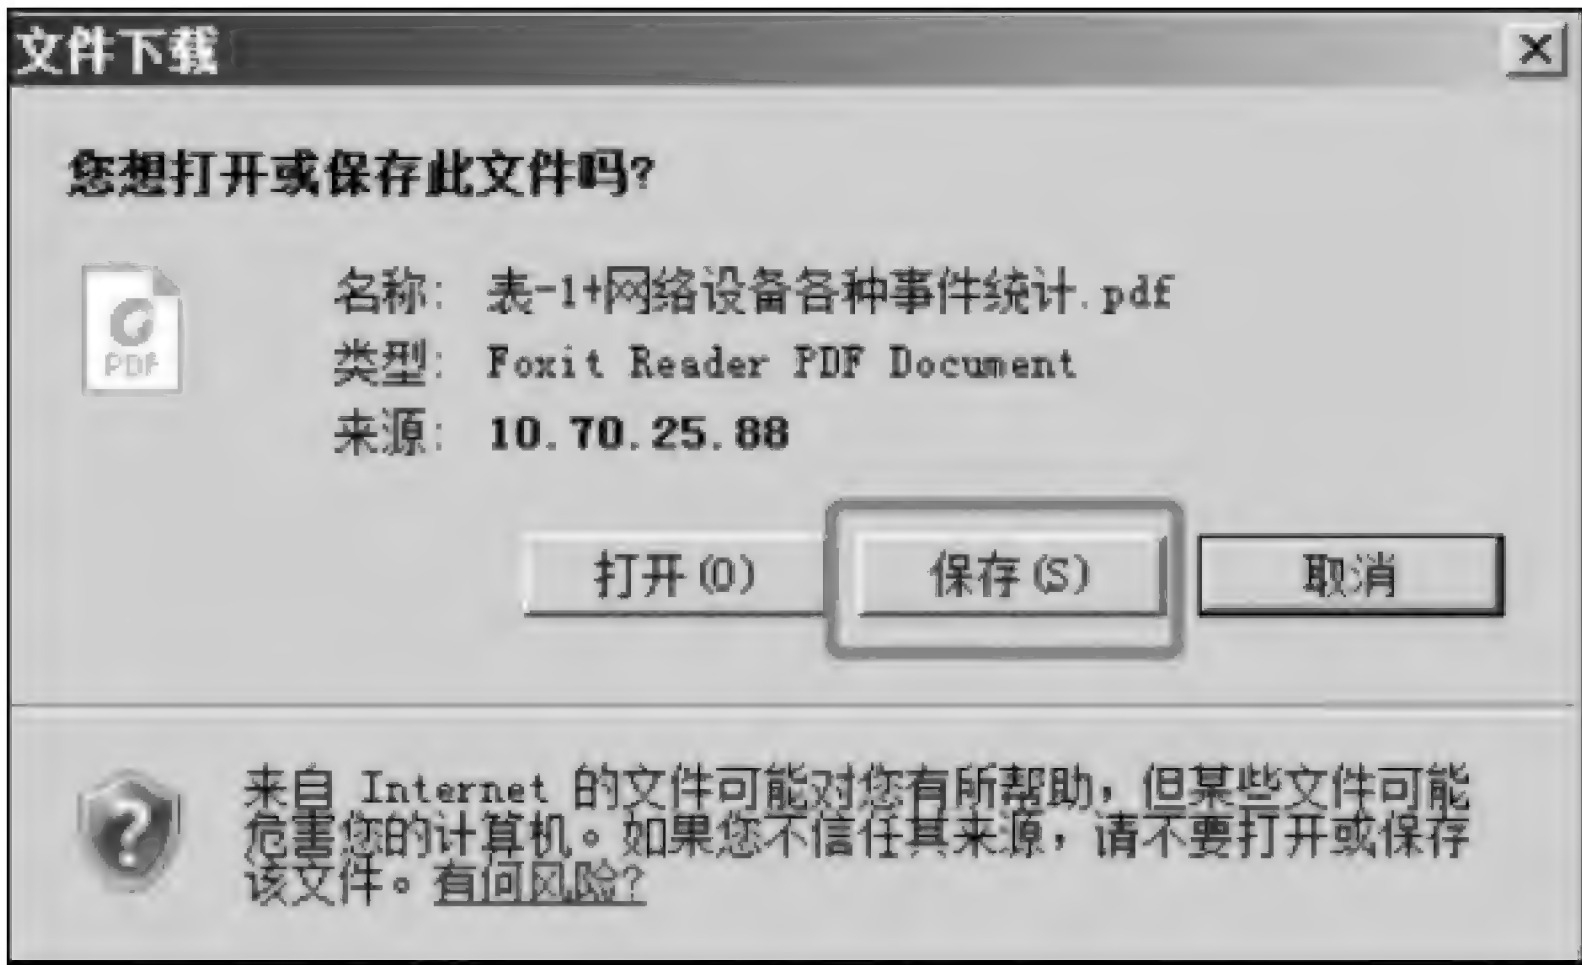 文件下载
您想打开或保存此文件吗?
PDF
名称: 表-1+网络设备各种事件统计.pdf
类型: Foxit Reader PDF Document
来源: 10.70.25.88
打开(O) 保存(S) 取消
来自 Internet 的文件可能对您有所帮助，但某些文件可能
危害您的计算机。如果您不信任其来源，请不要打开或保存
该文件。有何风险?